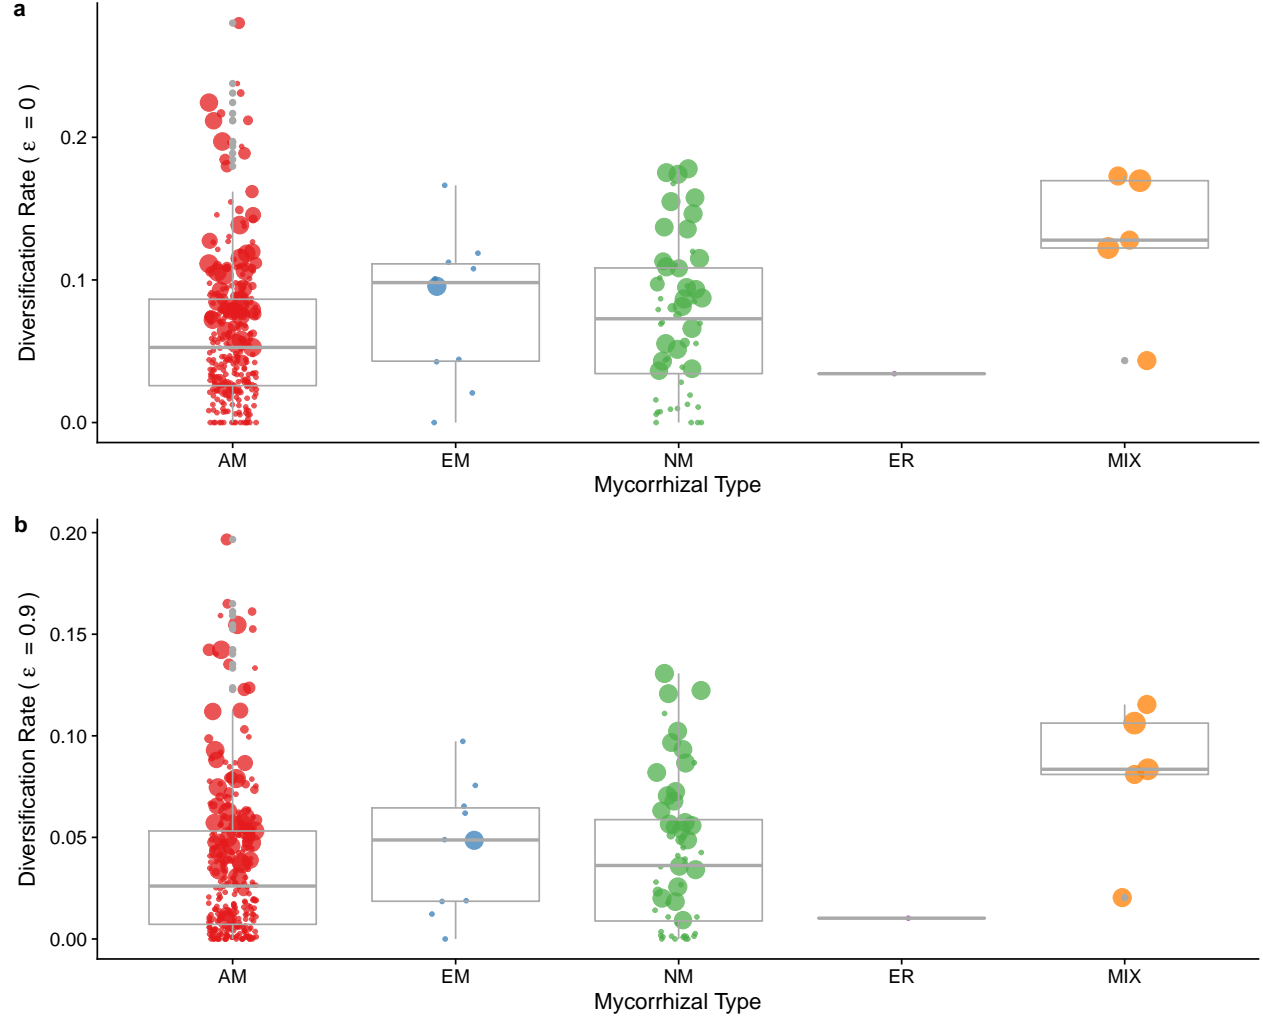 a
Diversification Rate ( ε = 0 )
0.2
0.1
0.0
AM EM NM ER MIX
Mycorrhizal Type
b
Diversification Rate ( ε = 0.9 )
0.20
0.15
0.10
0.05
0.00
AM EM NM ER MIX
Mycorrhizal Type